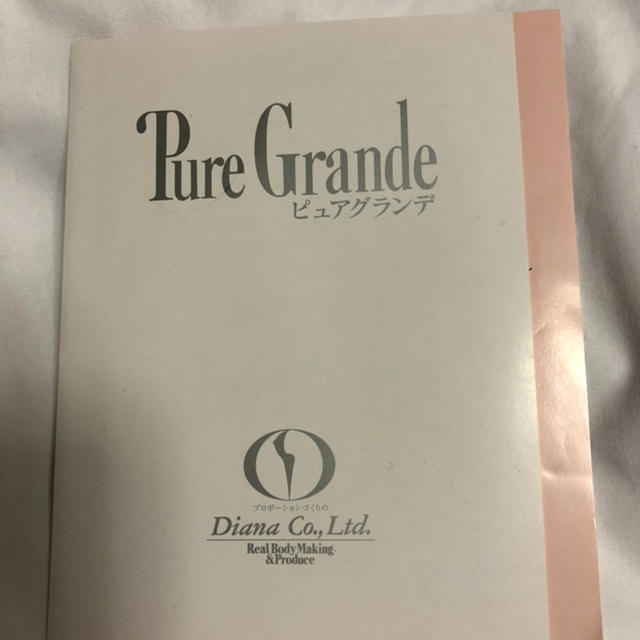 Pure Grande
ピュアグランデ
プロポーションづくりの
Diana Co., Ltd.
Real Body Making
&Produce